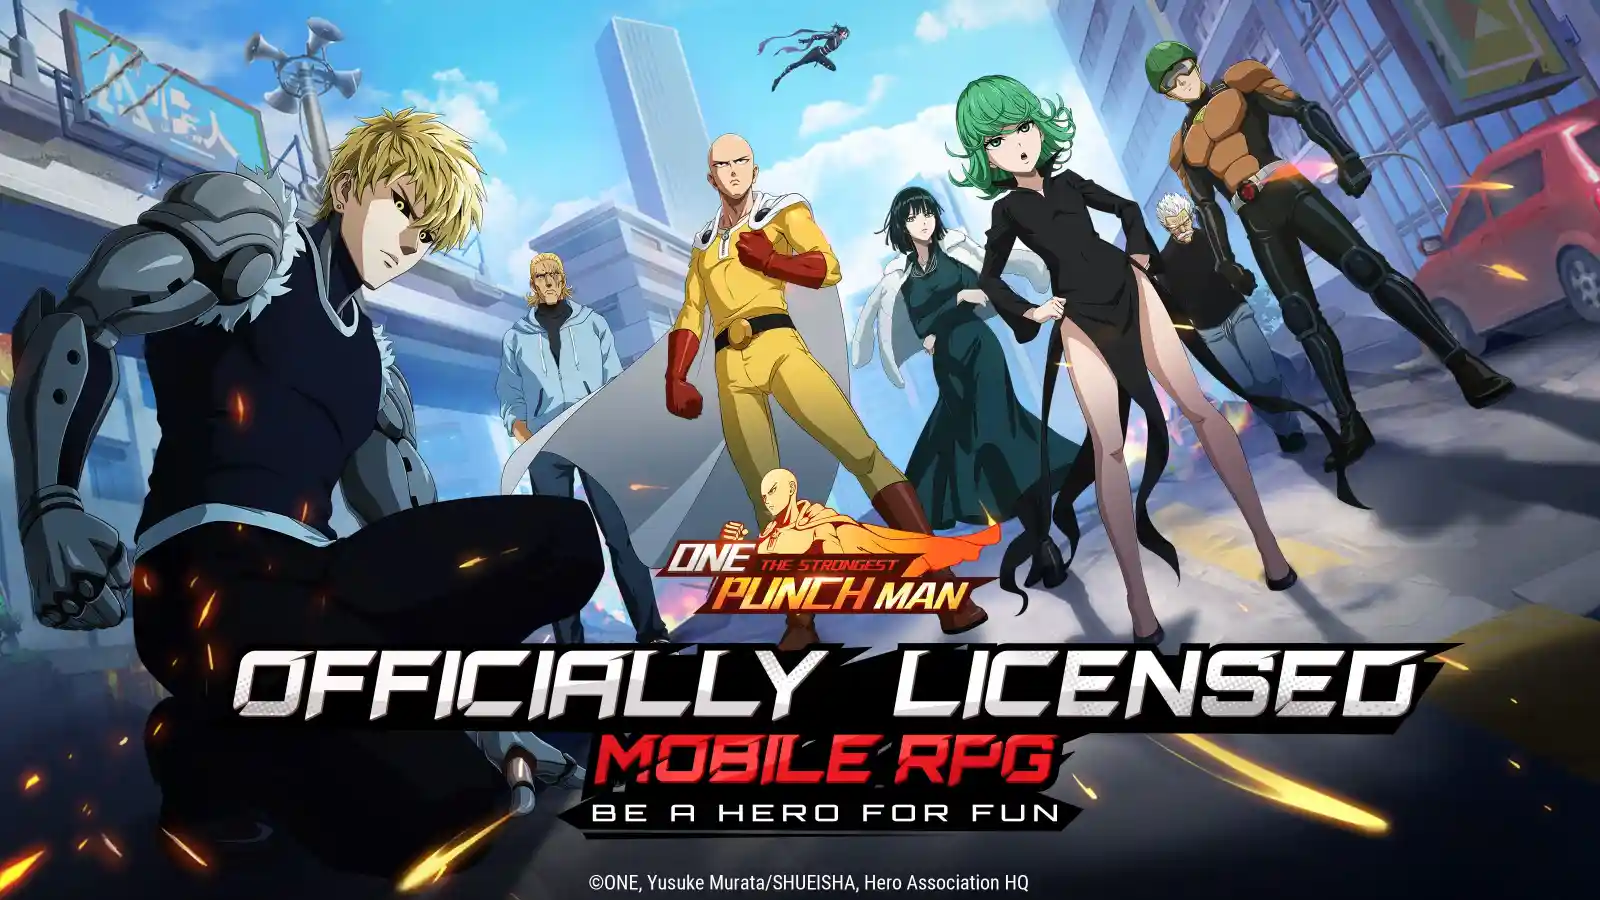 ONE
THE STRONGEST
PUNCH MAN
OFFICIALLY LICENSED
MOBILE RPG
BE A HERO FOR FUN
©ONE, Yusuke Murata/SHUEISHA, Hero Association HQ